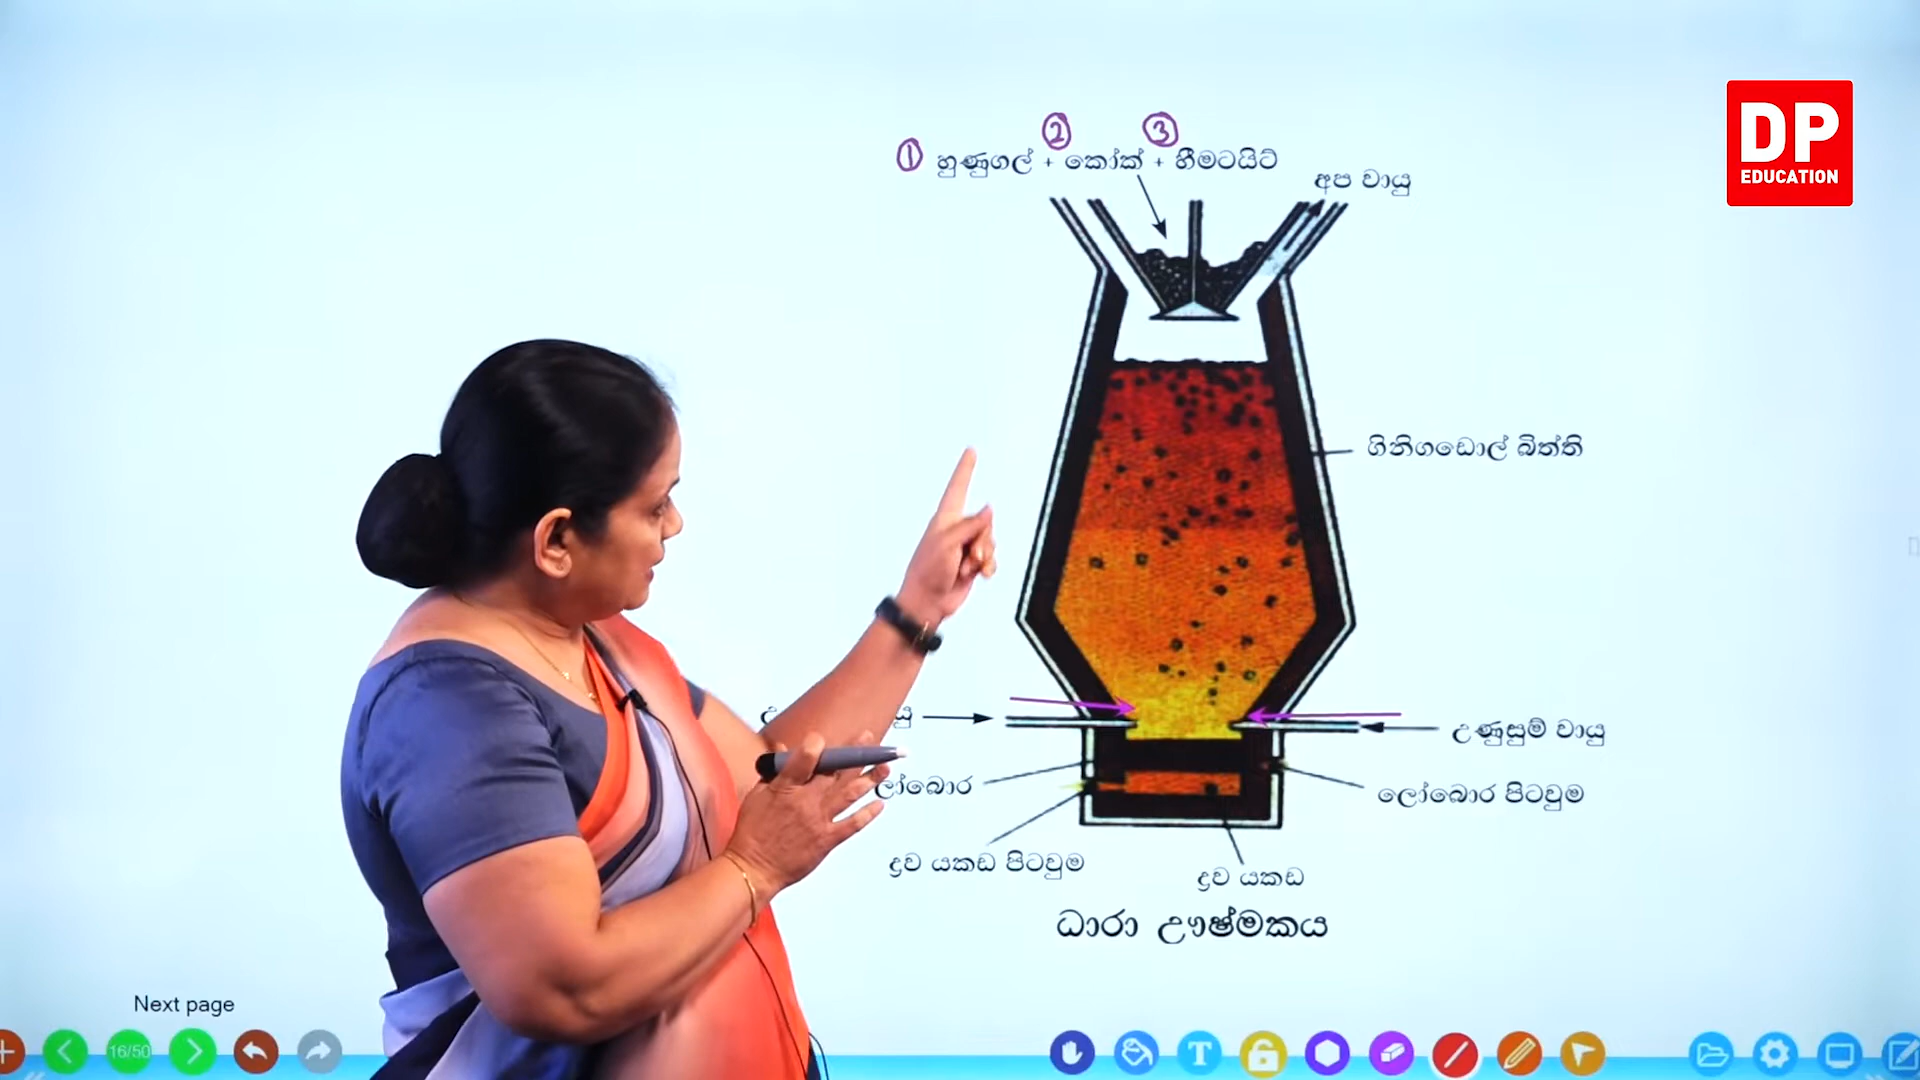 DP
EDUCATION
① හුණුගල් + ② කෝක් + ③ හීමටයිට්
අප වායු
ගිනිගඩොල් බිත්ති
උණුසුම් වායු
ලෝබොර පිටවුම
ද්‍රව යකඩ පිටවුම
ද්‍රව යකඩ
ධාරා ඌෂ්මකය
Next page
16/50
T